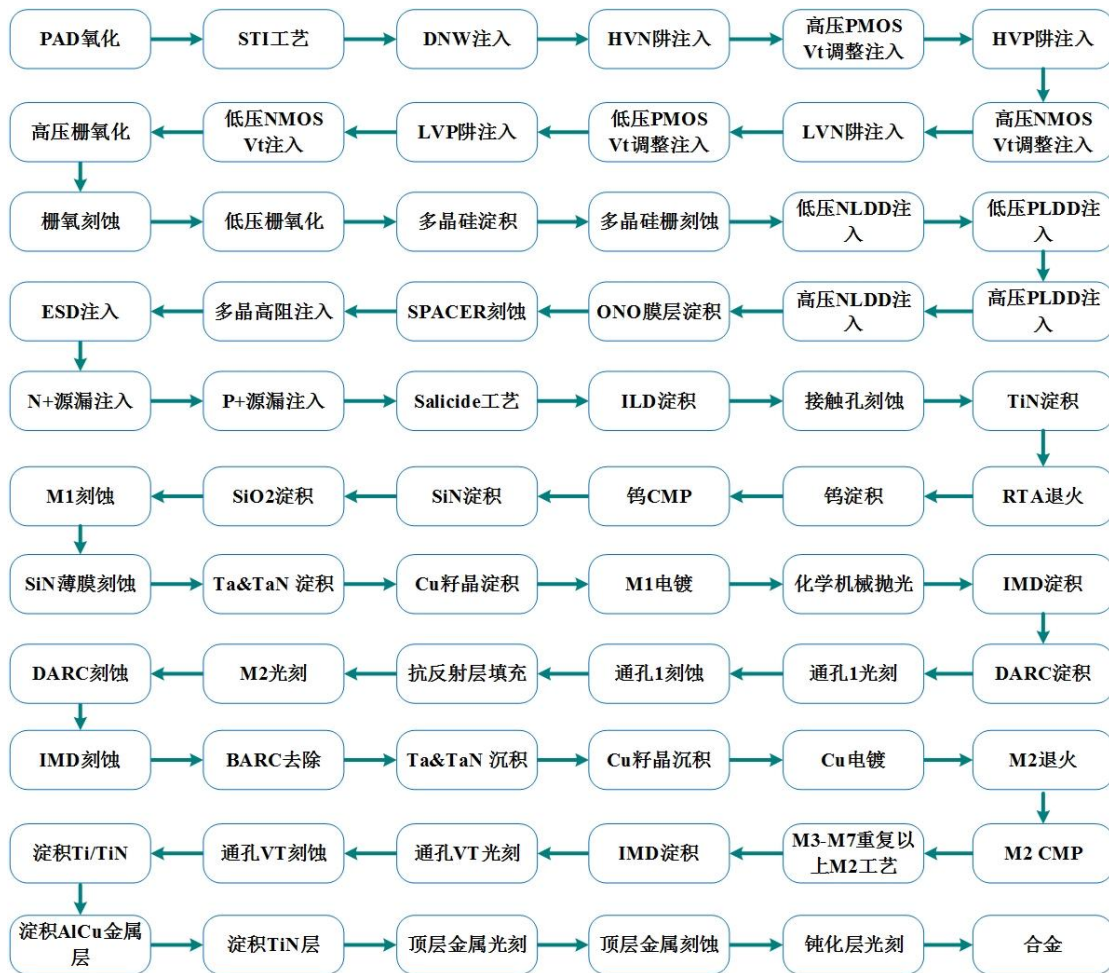 PAD氧化
STI工艺
DNW注入
HVN阱注入
高压PMOS
Vt调整注入
HVP阱注入
高压NMOS
Vt调整注入
LVN阱注入
低压PMOS
Vt调整注入
LVP阱注入
低压NMOS
Vt注入
高压栅氧化
栅氧刻蚀
低压栅氧化
多晶硅淀积
多晶硅栅刻蚀
低压NLDD注
入
低压PLDD注
入
高压PLDD注
入
高压NLDD注
入
ONO膜层淀积
SPACER刻蚀
多晶高阻注入
ESD注入
N+源漏注入
P+源漏注入
Salicide工艺
ILD淀积
接触孔刻蚀
TiN淀积
RTA退火
钨淀积
钨CMP
SiN淀积
SiO2淀积
M1刻蚀
SiN薄膜刻蚀
Ta&TaN 淀积
Cu籽晶淀积
M1电镀
化学机械抛光
IMD淀积
DARC淀积
通孔1光刻
通孔1刻蚀
抗反射层填充
M2光刻
DARC刻蚀
IMD刻蚀
BARC去除
Ta&TaN 沉积
Cu籽晶沉积
Cu电镀
M2退火
M2 CMP
M3-M7重复以
上M2工艺
IMD淀积
通孔VT光刻
通孔VT刻蚀
淀积Ti/TiN
淀积AlCu金属
层
淀积TiN层
顶层金属光刻
顶层金属刻蚀
钝化层光刻
合金